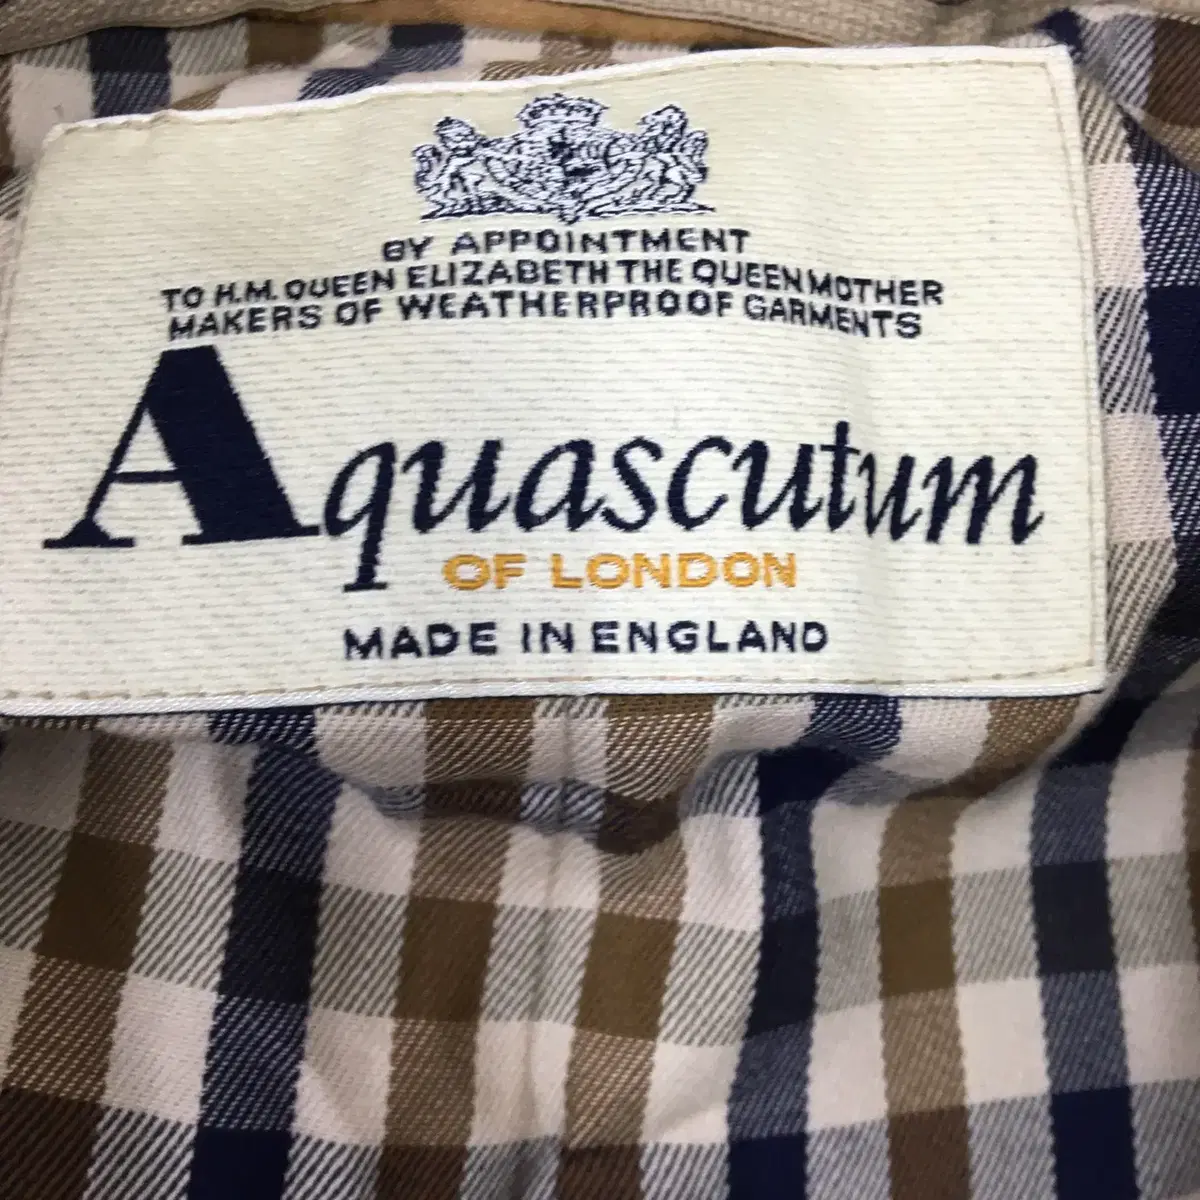 BY APPOINTMENT
TO H.M. QUEEN ELIZABETH THE QUEEN MOTHER
MAKERS OF WEATHERPROOF GARMENTS
Aquascutum
OF LONDON
MADE IN ENGLAND